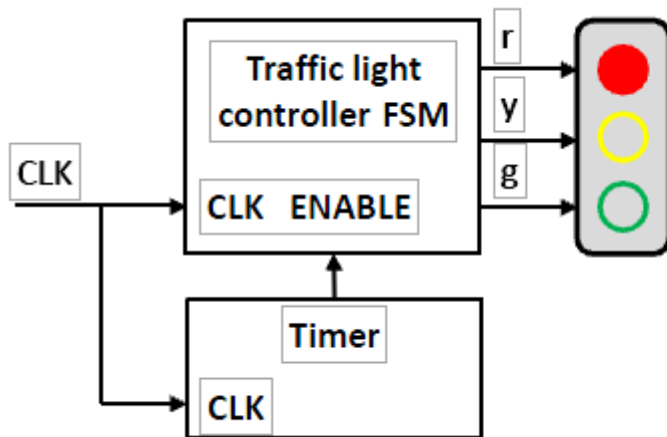 r
Traffic light
controller FSM
y
CLK
g
CLK ENABLE
Timer
CLK